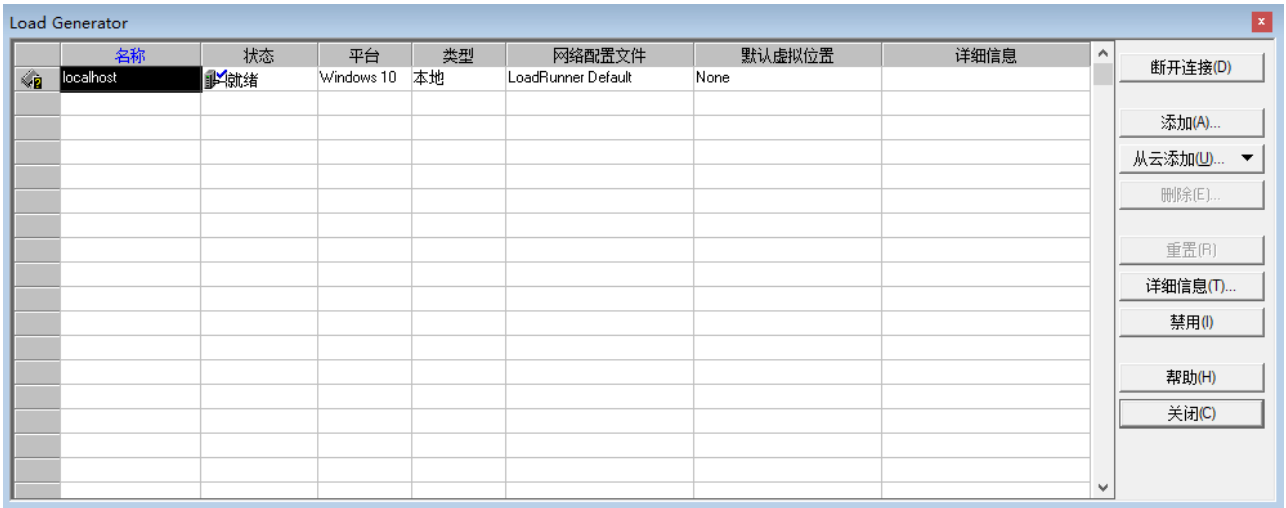 Load Generator
名称 状态 平台 类型 网络配置文件 默认虚拟位置 详细信息
localhost 就绪 Windows 10 本地 LoadRunner Default None
断开连接(D)
添加(A)...
从云添加(U)...
删除(E)...
重置(R)
详细信息(T)...
禁用(I)
帮助(H)
关闭(C)